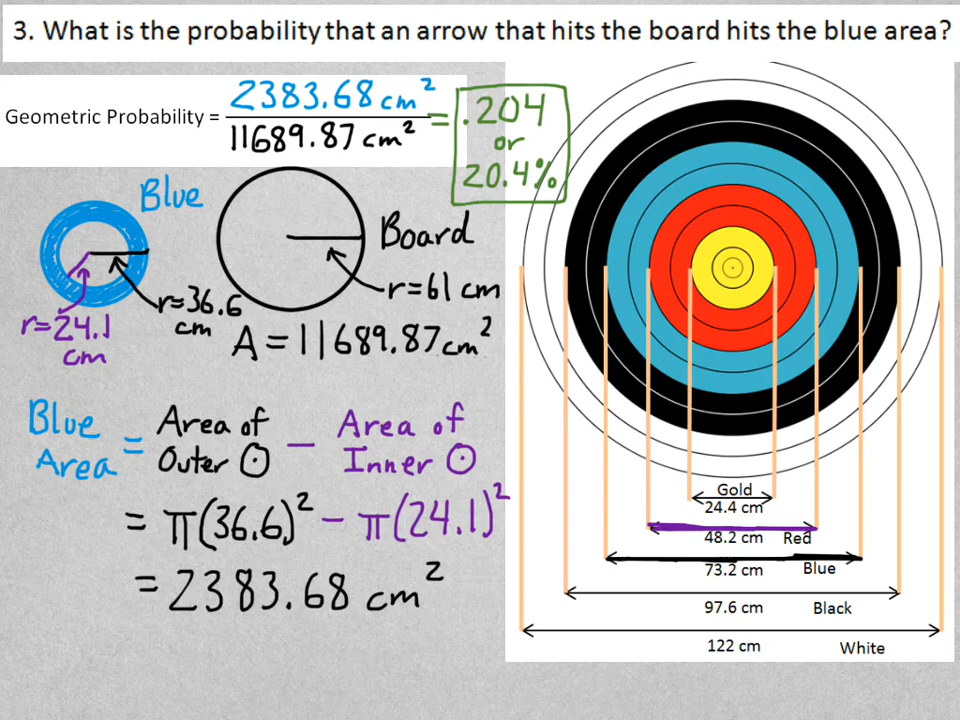 3. What is the probability that an arrow that hits the board hits the blue area?
Geometric Probability = 2383.68 cm² / 11689.87 cm² = .204 or 20.4%
Blue
Board
r=36.6 cm
r=24.1 cm
r=61 cm
A = 11689.87 cm²
Blue Area = Area of Outer ⊙ − Area of Inner ⊙
= π(36.6)² − π(24.1)²
= 2383.68 cm²
Gold
24.4 cm
48.2 cm Red
73.2 cm Blue
97.6 cm Black
122 cm White